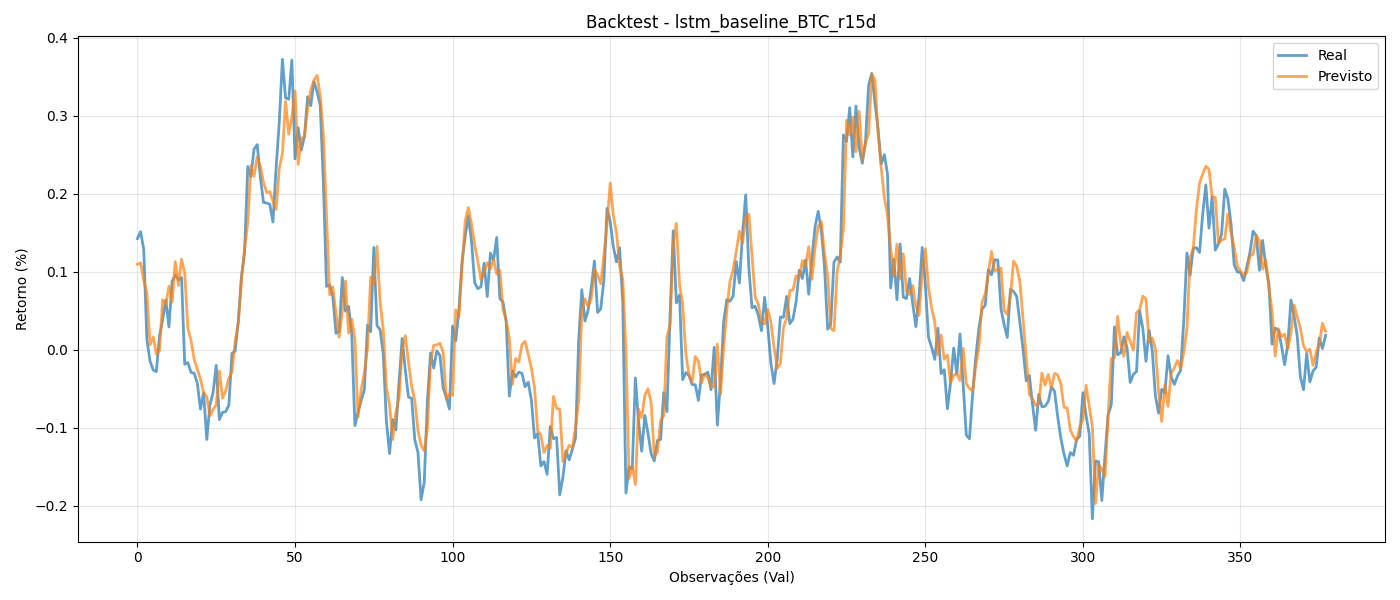 Backtest - lstm_baseline_BTC_r15d
Real
Previsto
Retorno (%)
0.4
0.3
0.2
0.1
0.0
−0.1
−0.2
0 50 100 150 200 250 300 350
Observações (Val)